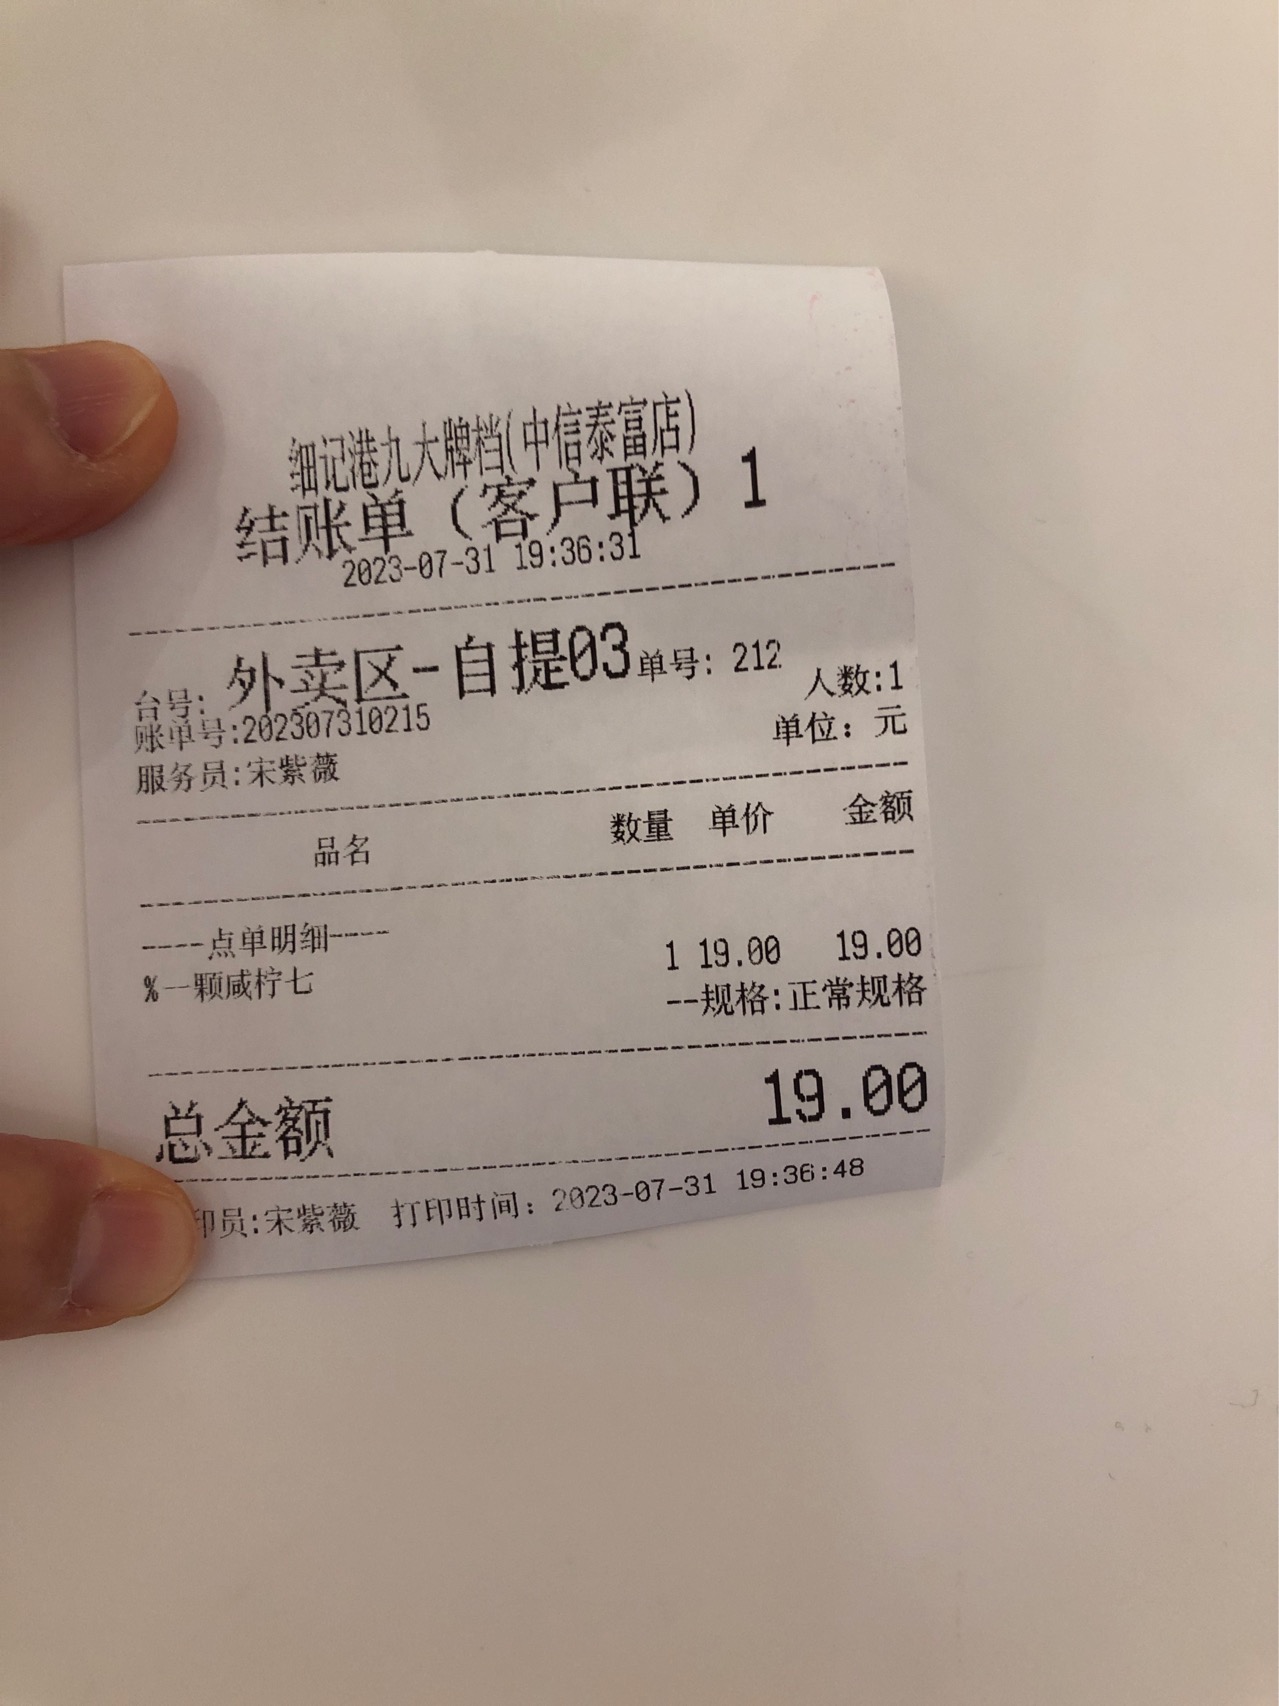 细记港九大牌档(中信泰富店)
结账单（客户联）1
2023-07-31 19:36:31
台号: 外卖区-自提03 单号: 212
账单号:202307310215 人数:1
服务员:宋紫薇 单位：元
品名 数量 单价 金额
----点单明细----
%一颗咸柠七 1 19.00 19.00
--规格:正常规格
总金额 19.00
印员:宋紫薇 打印时间: 2023-07-31 19:36:48